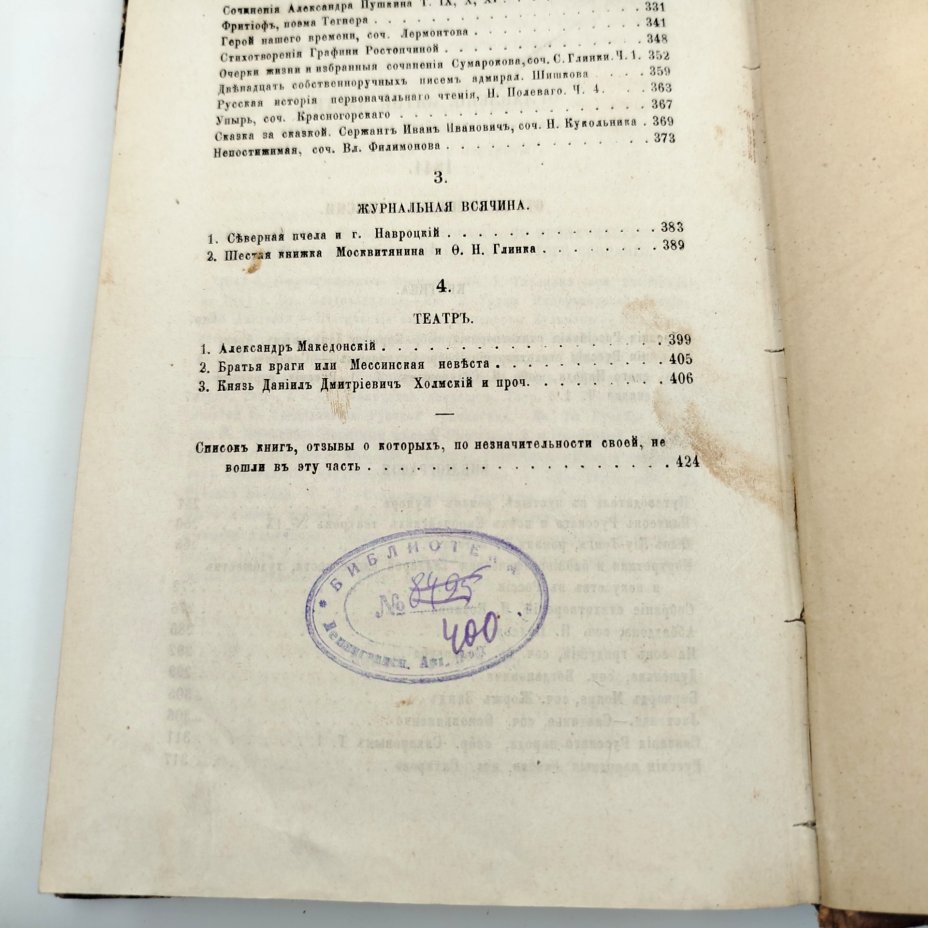 Сочиненія Александра Пушкина Т. IX, X, XI 331
Фритіофъ, поэма Тегнера 341
Герой нашего времени, соч. Лермонтова 348
Стихотворенія Графини Ростопчиной
Очерки жизни и избранныя сочиненія Сумарокова, соч. С. Глинки. Ч. 1. 352
Двѣнадцать собственноручныхъ писемъ адмирал. Шишкова 359
Русская исторія первоначальнаго чтенія, Н. Полеваго. Ч. 4. 363
Упырь, соч. Красногорскаго 367
Сказка за сказкой. Сержантъ Иванъ Ивановичъ, соч. Н. Кукольника 369
Непостижимая, соч. Вл. Филимонова 373
3.
ЖУРНАЛЬНАЯ ВСЯЧИНА.
1. Сѣверная пчела и г. Навроцкій 383
2. Шестая книжка Москвитянина и Ѳ. Н. Глинка 389
4.
ТЕАТРЪ.
1. Александръ Македонскій 399
2. Братья враги или Мессинская невѣста 405
3. Князь Даніилъ Дмитріевичъ Холмскій и проч. 406
Списокъ книгъ, отзывы о которыхъ, по незначительности своей, не
вошли въ эту часть 424
БИБЛИОТЕКА
№ 8495
400
Ленинградск.